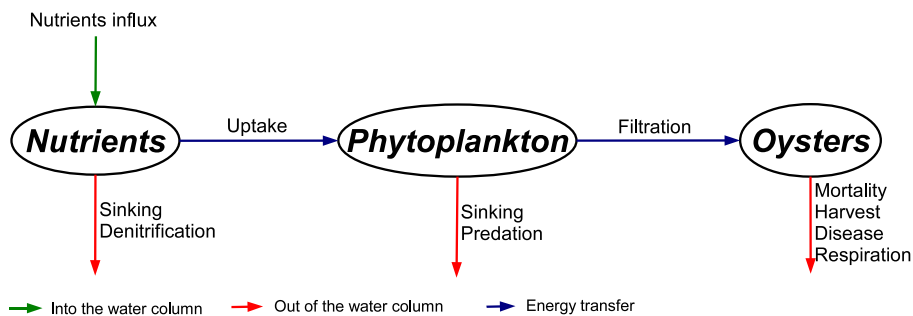 Nutrients influx
Nutrients
Uptake
Phytoplankton
Filtration
Oysters
Sinking
Denitrification
Sinking
Predation
Mortality
Harvest
Disease
Respiration
Into the water column
Out of the water column
Energy transfer